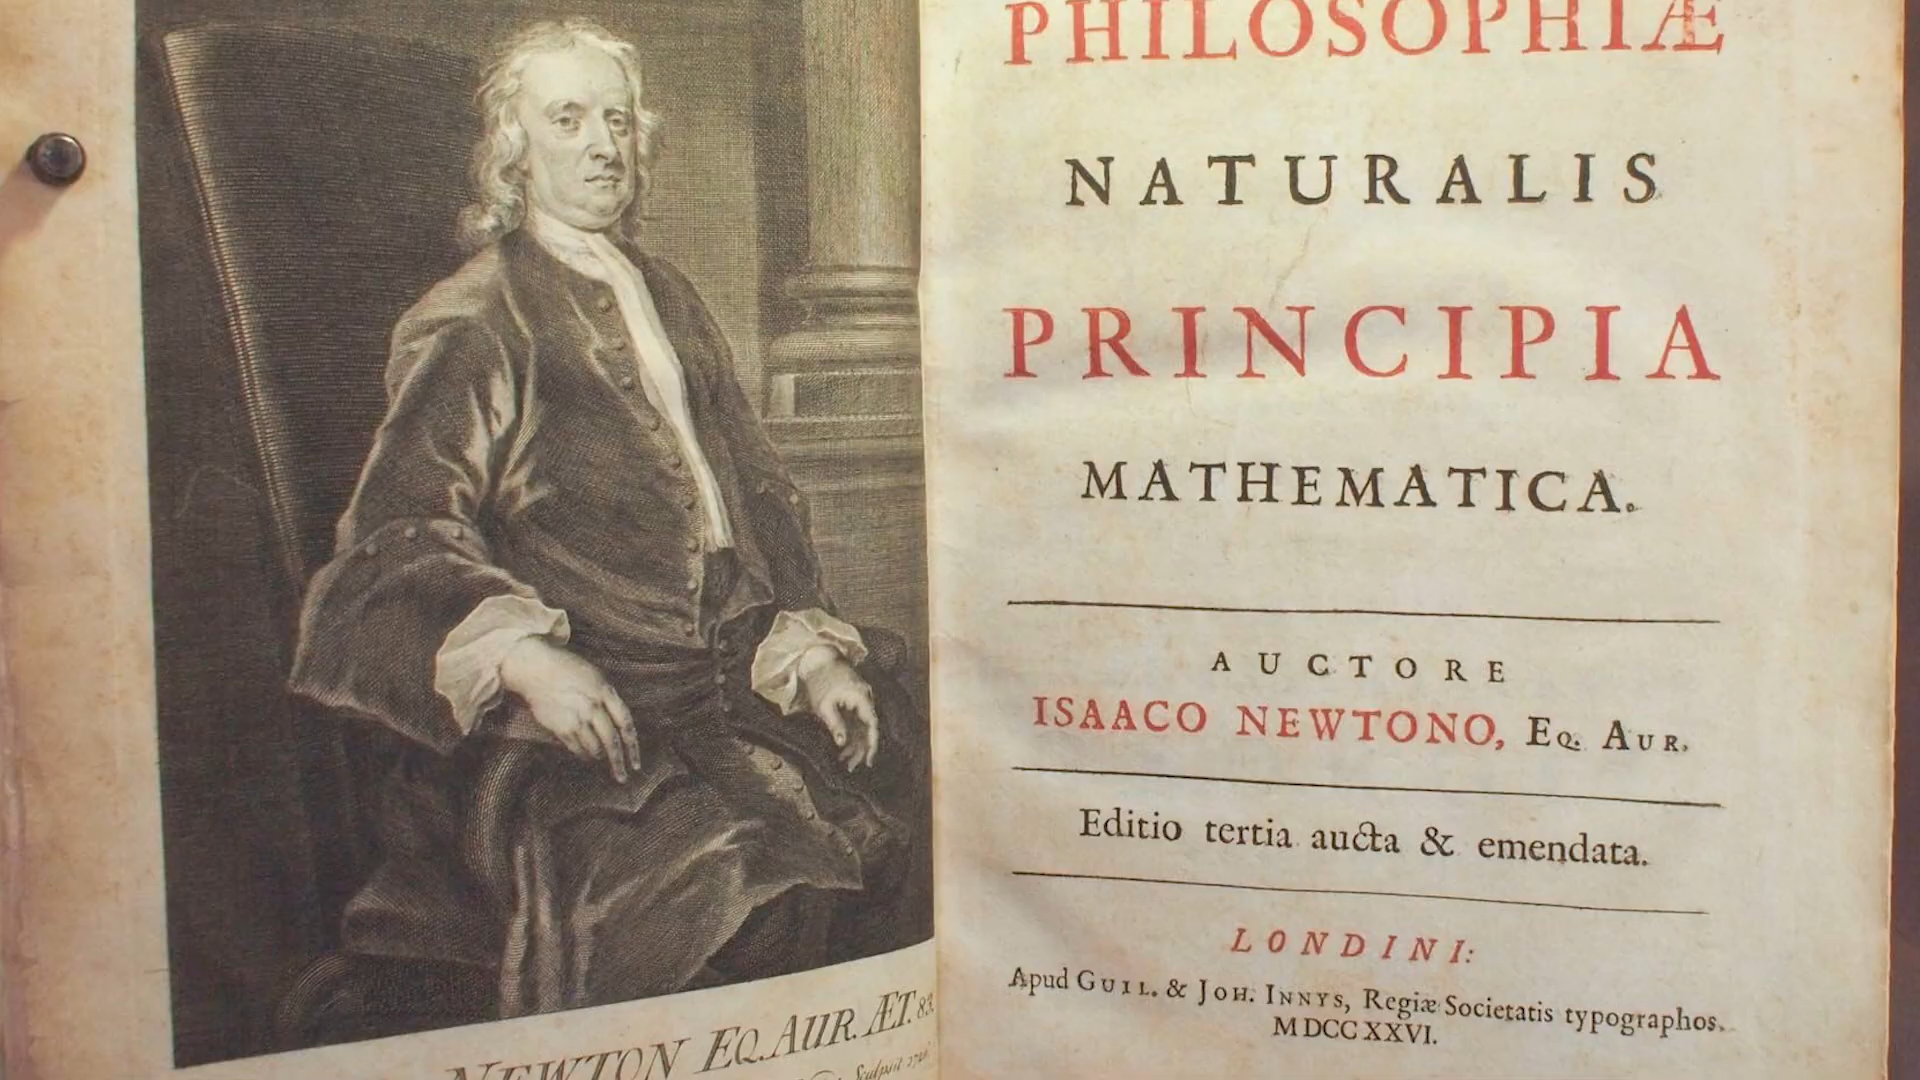 NEWTON EQ. AUR. ÆT. 83.
Sculpsit
PHILOSOPHIÆ
NATURALIS
PRINCIPIA
MATHEMATICA.
AUCTORE
ISAACO NEWTONO, EQ. AUR.
Editio tertia aucta & emendata.
LONDINI:
Apud GUIL. & JOH. INNYS, Regiæ Societatis typographos.
MDCCXXVI.